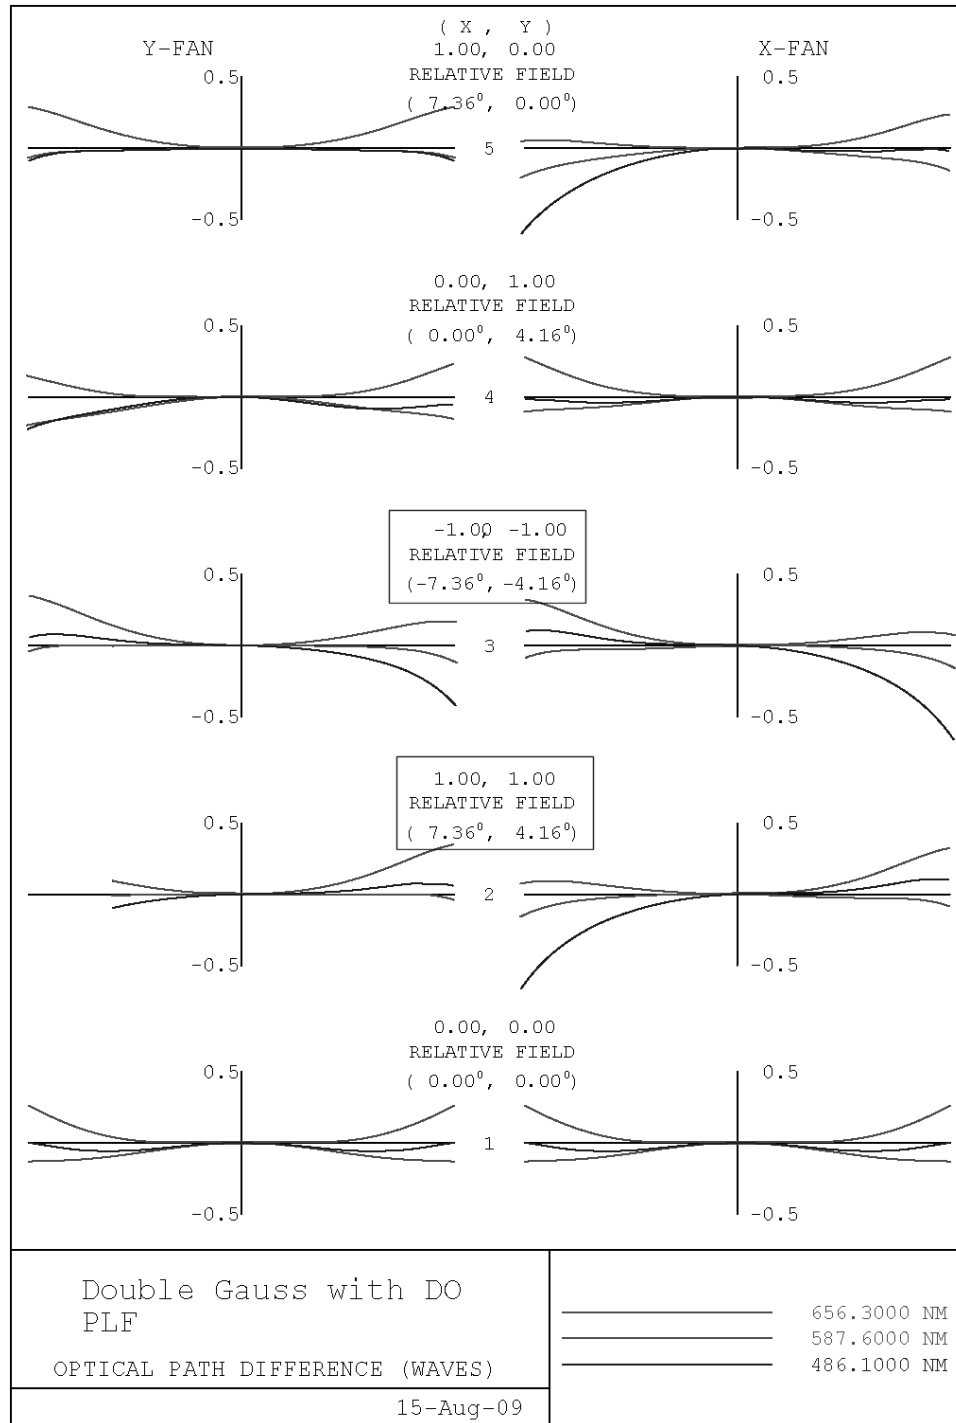 ( X , Y )
Y-FAN 1.00, 0.00 X-FAN
RELATIVE FIELD
( 7.36⁰, 0.00⁰)
0.5 0.5
5
-0.5 -0.5
0.00, 1.00
RELATIVE FIELD
( 0.00⁰, 4.16⁰)
0.5 0.5
4
-0.5 -0.5
-1.00, -1.00
RELATIVE FIELD
(-7.36⁰, -4.16⁰)
0.5 0.5
3
-0.5 -0.5
1.00, 1.00
RELATIVE FIELD
( 7.36⁰, 4.16⁰)
0.5 0.5
2
-0.5 -0.5
0.00, 0.00
RELATIVE FIELD
( 0.00⁰, 0.00⁰)
0.5 0.5
1
-0.5 -0.5
Double Gauss with DO
PLF
OPTICAL PATH DIFFERENCE (WAVES)
15-Aug-09
656.3000 NM
587.6000 NM
486.1000 NM